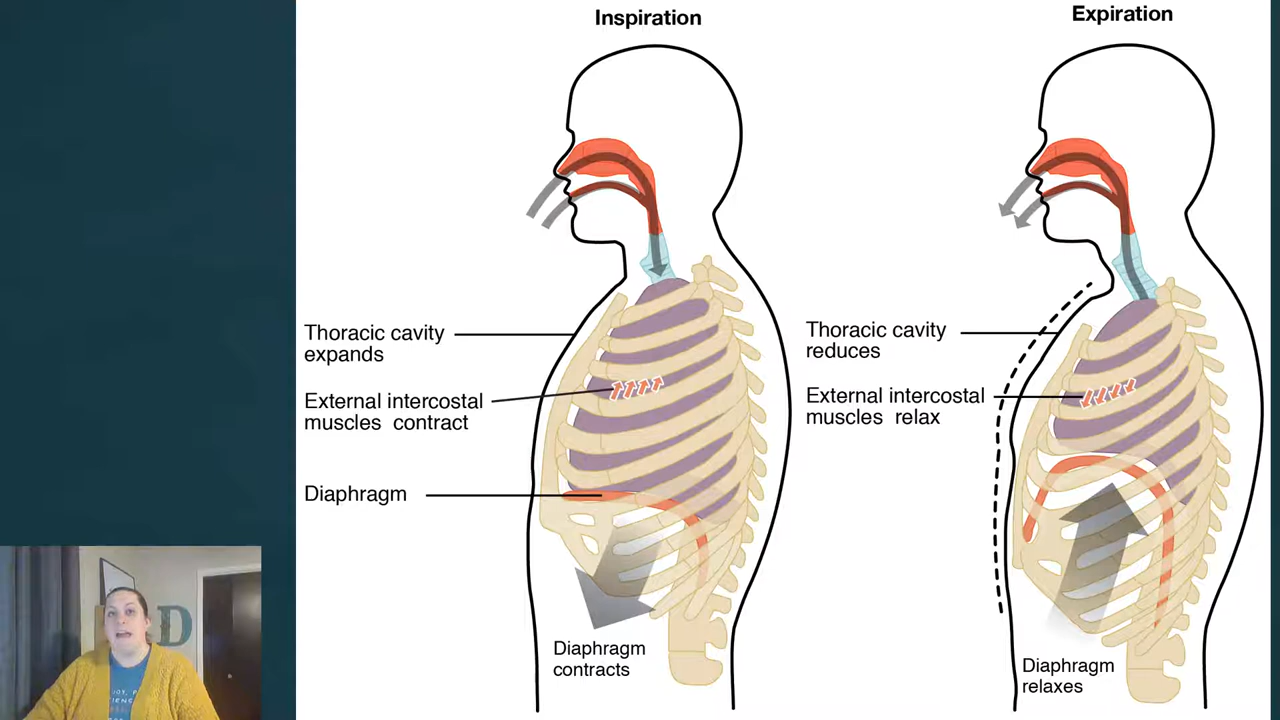 Inspiration
Thoracic cavity
expands
External intercostal
muscles contract
Diaphragm
Diaphragm
contracts
Expiration
Thoracic cavity
reduces
External intercostal
muscles relax
Diaphragm
relaxes
D